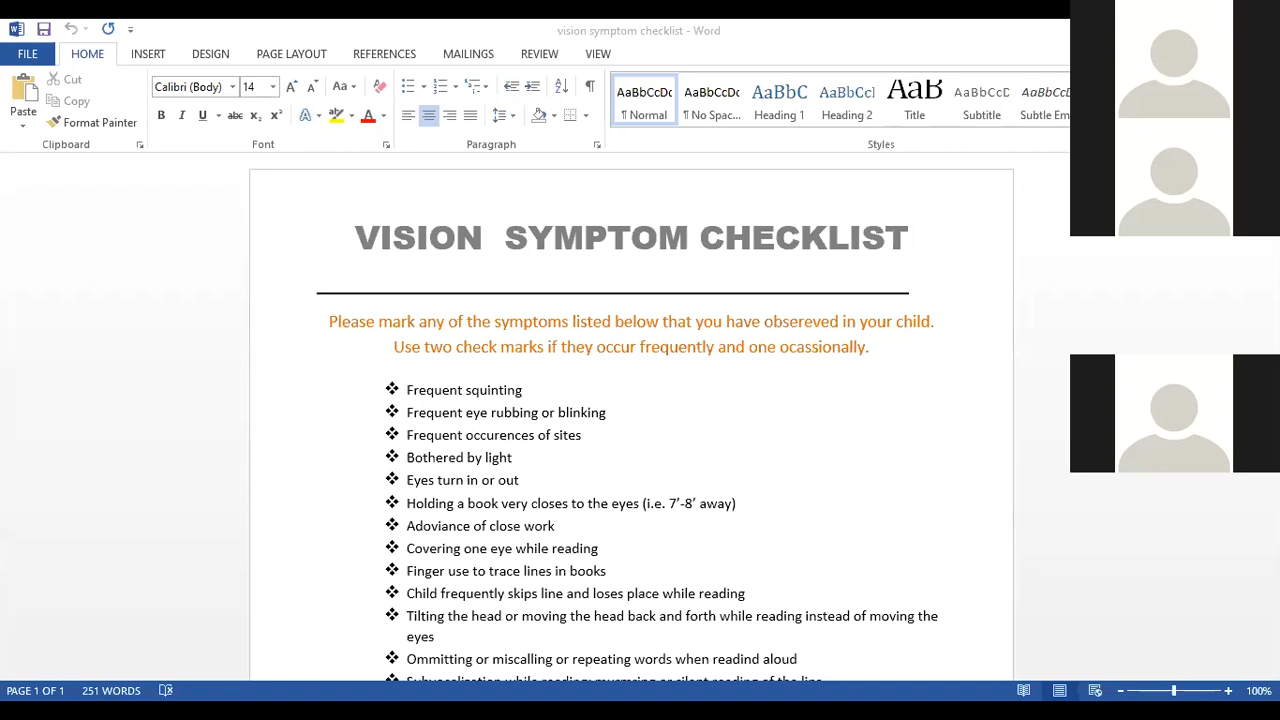 vision symptom checklist - Word
FILE HOME INSERT DESIGN PAGE LAYOUT REFERENCES MAILINGS REVIEW VIEW
Paste
Cut
Copy
Format Painter
Clipboard
Calibri (Body) 14
Font
Paragraph
AaBbCcDc AaBbCcDc AaBbC AaBbCcl AaB AaBbCcD AaBbCcDc
¶ Normal ¶ No Spac... Heading 1 Heading 2 Title Subtitle Subtle Em
Styles
VISION SYMPTOM CHECKLIST
Please mark any of the symptoms listed below that you have obsereved in your child.
Use two check marks if they occur frequently and one ocassionally.
❖ Frequent squinting
❖ Frequent eye rubbing or blinking
❖ Frequent occurences of sites
❖ Bothered by light
❖ Eyes turn in or out
❖ Holding a book very closes to the eyes (i.e. 7’-8’ away)
❖ Adoviance of close work
❖ Covering one eye while reading
❖ Finger use to trace lines in books
❖ Child frequently skips line and loses place while reading
❖ Tilting the head or moving the head back and forth while reading instead of moving the
eyes
❖ Ommitting or miscalling or repeating words when readind aloud
PAGE 1 OF 1 251 WORDS 100%